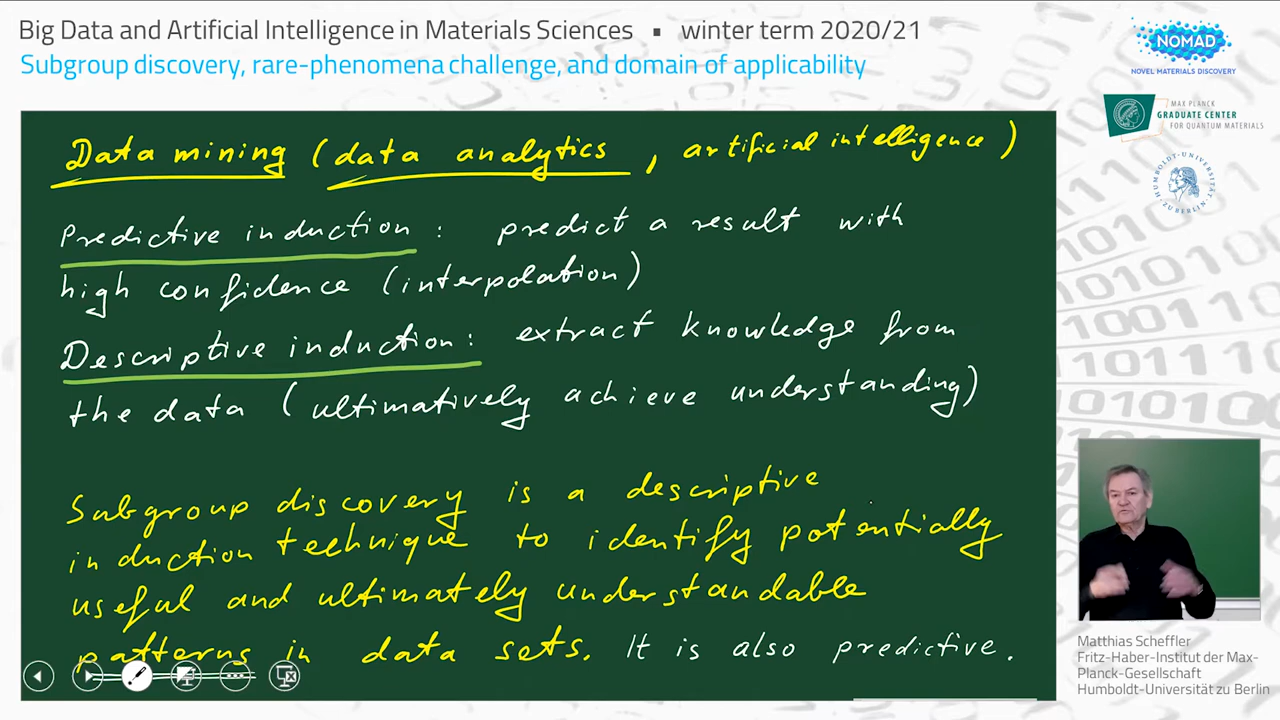 Big Data and Artificial Intelligence in Materials Sciences ▪ winter term 2020/21
Subgroup discovery, rare-phenomena challenge, and domain of applicability
NOMAD
NOVEL MATERIALS DISCOVERY
MAX PLANCK
GRADUATE CENTER
FOR QUANTUM MATERIALS
HUMBOLDT-UNIVERSITÄT
ZU BERLIN
Data mining (data analytics, artificial intelligence)
Predictive induction: predict a result with
high confidence (interpolation)
Descriptive induction: extract knowledge from
the data (ultimatively achieve understanding)
Subgroup discovery is a descriptive
induction technique to identify potentially
useful and ultimately understandable
patterns in data sets. It is also predictive.
Matthias Scheffler
Fritz-Haber-Institut der Max-
Planck-Gesellschaft
Humboldt-Universität zu Berlin